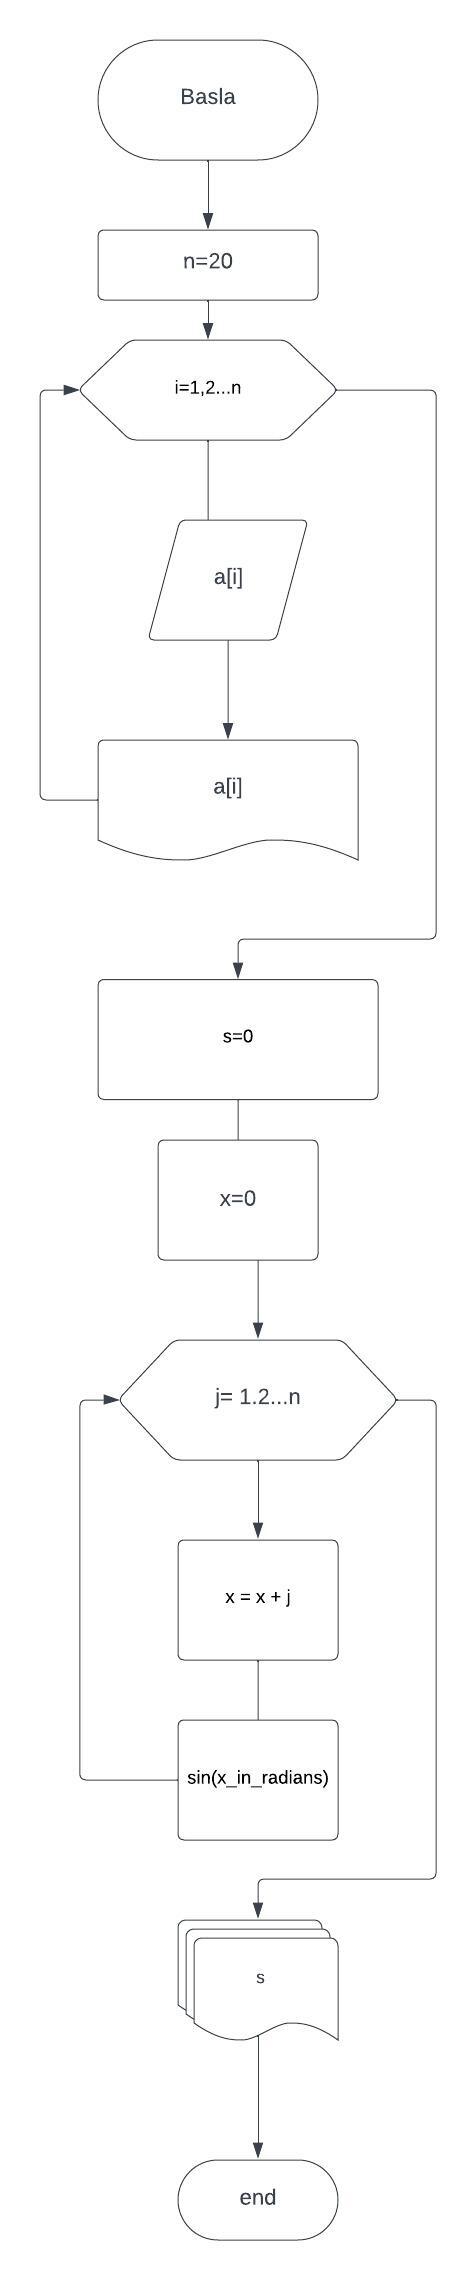 Basla
n=20
i=1,2...n
a[i]
a[i]
s=0
x=0
j= 1.2...n
x = x + j
sin(x_in_radians)
s
end